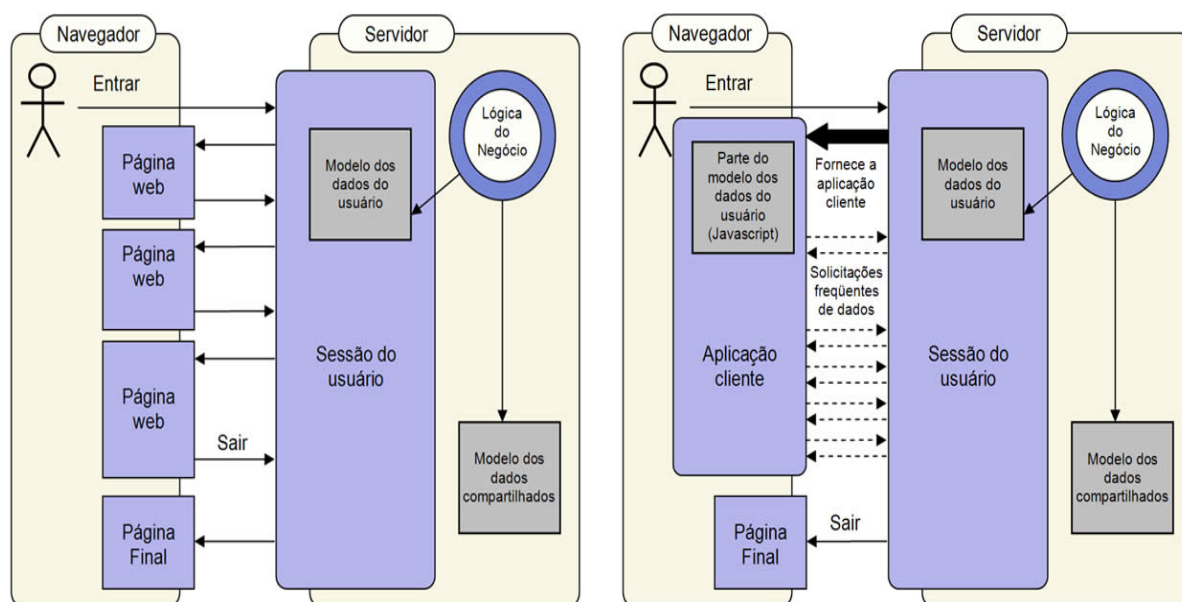 Navegador
Servidor
Entrar
Página
web
Página
web
Página
web
Sair
Página
Final
Modelo dos
dados do
usuário
Sessão do
usuário
Lógica
do
Negócio
Modelo dos
dados
compartilhados
Navegador
Servidor
Entrar
Parte do
modelo dos
dados do
usuário
(Javascript)
Aplicação
cliente
Fornece a
aplicação
cliente
Solicitações
freqüentes
de dados
Página
Final
Sair
Modelo dos
dados do
usuário
Sessão do
usuário
Lógica
do
Negócio
Modelo dos
dados
compartilhados